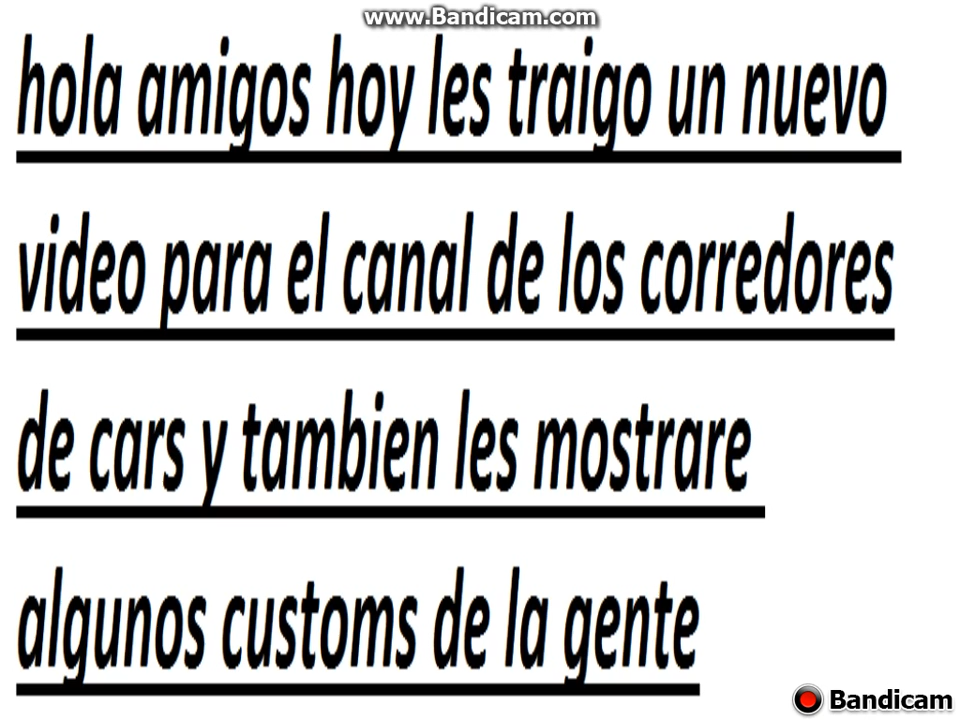 www.Bandicam.com
hola amigos hoy les traigo un nuevo
video para el canal de los corredores
de cars y tambien les mostrare
algunos customs de la gente
Bandicam